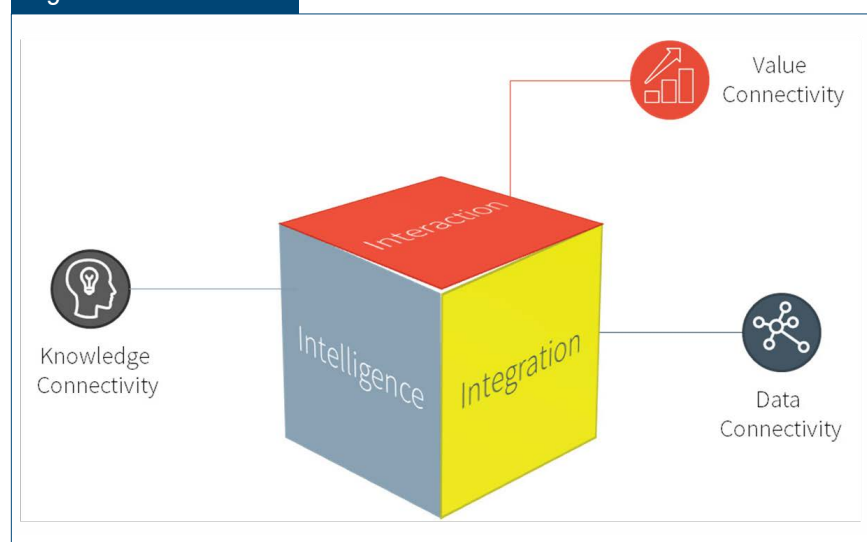 Value
Connectivity
Interaction
Knowledge
Connectivity
Intelligence
Integration
Data
Connectivity